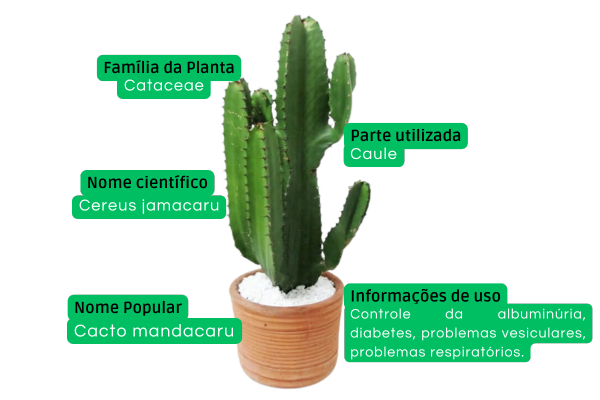 Família da Planta
Cataceae
Parte utilizada
Caule
Nome científico
Cereus jamacaru
Nome Popular
Cacto mandacaru
Informações de uso
Controle da albuminúria,
diabetes, problemas vesiculares,
problemas respiratórios.